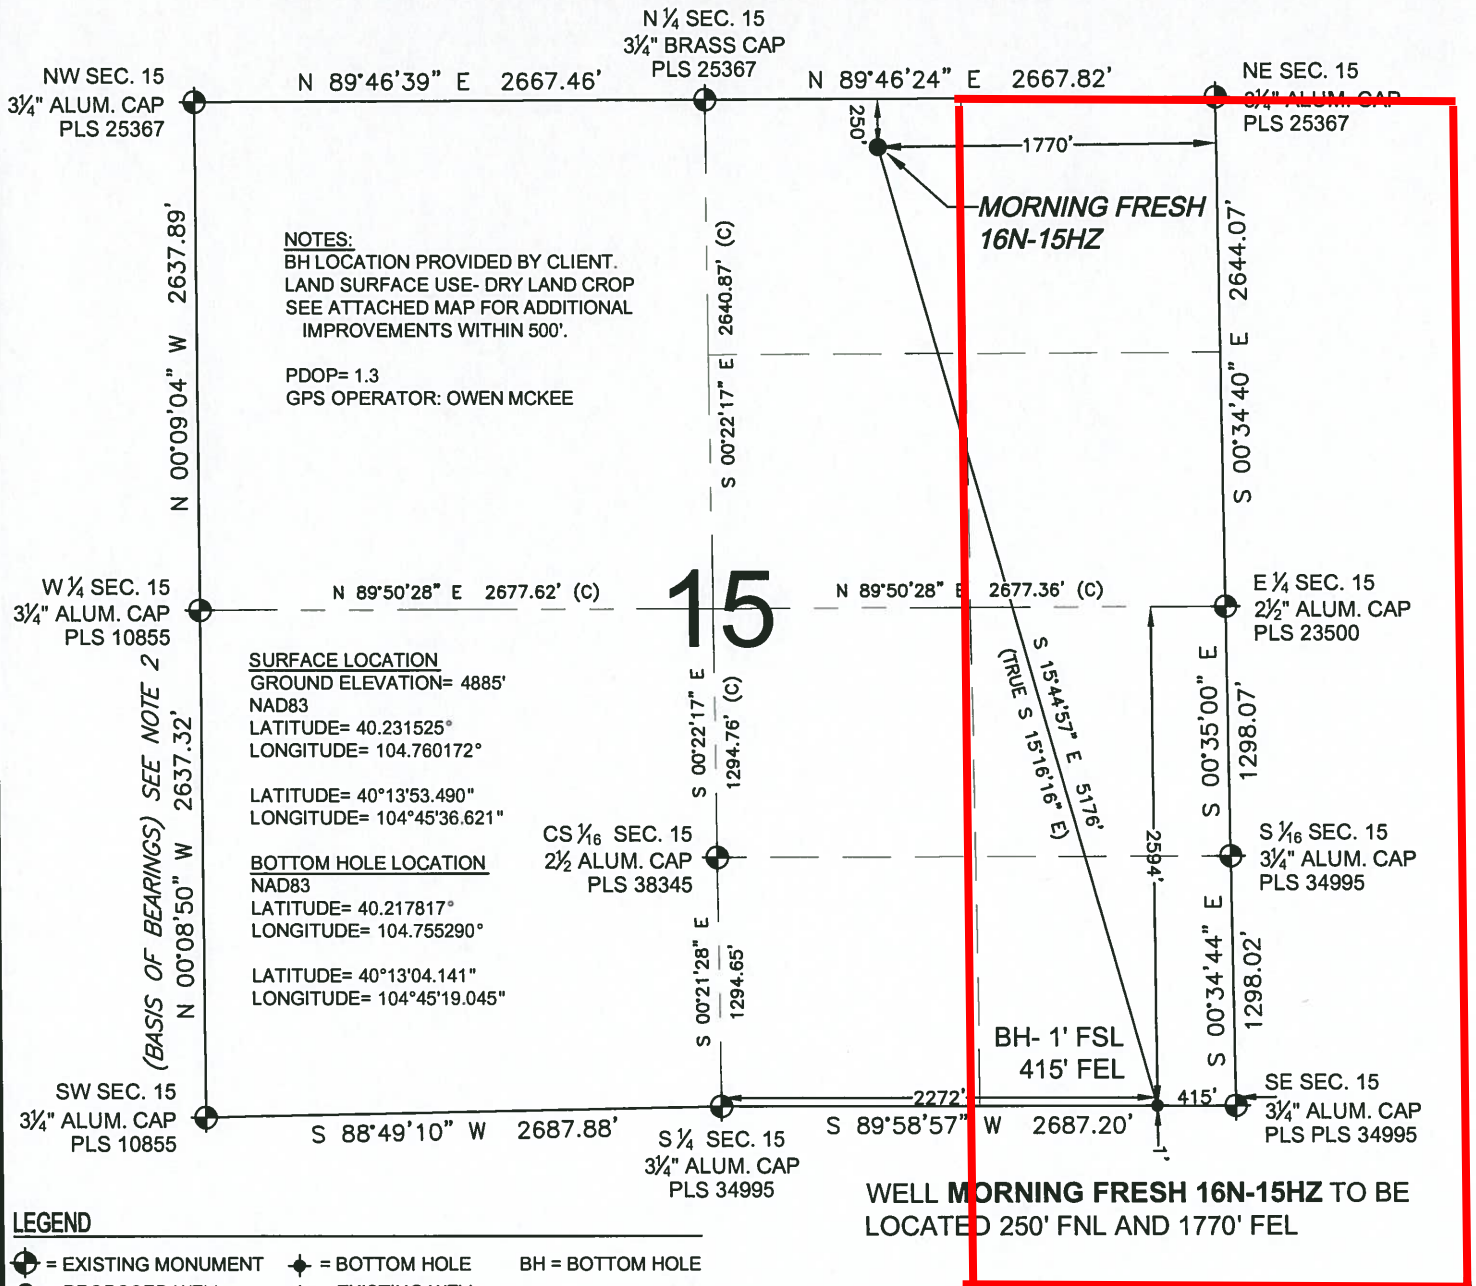 N ¼ SEC. 15
3¼" BRASS CAP
PLS 25367
NW SEC. 15
3¼" ALUM. CAP
PLS 25367
N 89°46'39" E 2667.46'
N 89°46'24" E 2667.82'
NE SEC. 15
3¼" ALUM. CAP
PLS 25367
250'
1770'
MORNING FRESH
16N-15HZ
NOTES:
BH LOCATION PROVIDED BY CLIENT.
LAND SURFACE USE- DRY LAND CROP
SEE ATTACHED MAP FOR ADDITIONAL
IMPROVEMENTS WITHIN 500'.
PDOP= 1.3
GPS OPERATOR: OWEN MCKEE
N 00°09'04" W 2637.89'
S 00°22'17" E 2640.87' (C)
S 00°34'40" E 2644.07'
W ¼ SEC. 15
3¼" ALUM. CAP
PLS 10855
N 89°50'28" E 2677.62' (C)
15
N 89°50'28" E 2677.36' (C)
E ¼ SEC. 15
2½" ALUM. CAP
PLS 23500
SURFACE LOCATION
GROUND ELEVATION= 4885'
NAD83
LATITUDE= 40.231525°
LONGITUDE= 104.760172°
LATITUDE= 40°13'53.490"
LONGITUDE= 104°45'36.621"
BOTTOM HOLE LOCATION
NAD83
LATITUDE= 40.217817°
LONGITUDE= 104.755290°
LATITUDE= 40°13'04.141"
LONGITUDE= 104°45'19.045"
(BASIS OF BEARINGS) SEE NOTE 2
N 00°08'50" W 2637.32'
S 00°22'17" E
1294.76' (C)
S 15°44'57" E 5176'
(TRUE S 15°16'16" E)
2594'
S 00°35'00" E
1298.07'
CS 1⁄16 SEC. 15
2½ ALUM. CAP
PLS 38345
S 1⁄16 SEC. 15
3¼" ALUM. CAP
PLS 34995
S 00°21'28" E
1294.65'
S 00°34'44" E
1298.02'
BH- 1' FSL
415' FEL
SW SEC. 15
3¼" ALUM. CAP
PLS 10855
S 88°49'10" W 2687.88'
2272'
415'
S 89°58'57" W 2687.20'
1'
S ¼ SEC. 15
3¼" ALUM. CAP
PLS 34995
SE SEC. 15
3¼" ALUM. CAP
PLS PLS 34995
WELL MORNING FRESH 16N-15HZ TO BE
LOCATED 250' FNL AND 1770' FEL
LEGEND
= EXISTING MONUMENT = BOTTOM HOLE BH = BOTTOM HOLE